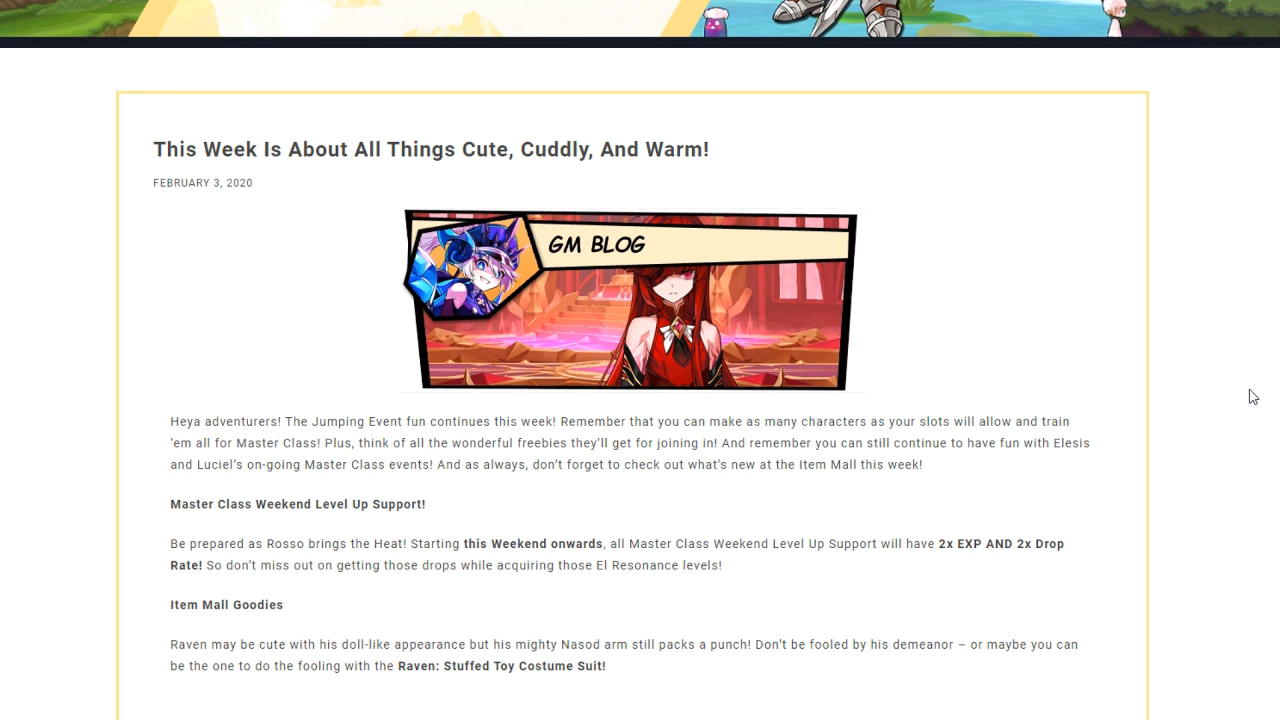 This Week Is About All Things Cute, Cuddly, And Warm!
FEBRUARY 3, 2020
GM BLOG
Heya adventurers! The Jumping Event fun continues this week! Remember that you can make as many characters as your slots will allow and train
'em all for Master Class! Plus, think of all the wonderful freebies they'll get for joining in! And remember you can still continue to have fun with Elesis
and Luciel's on-going Master Class events! And as always, don't forget to check out what's new at the Item Mall this week!
Master Class Weekend Level Up Support!
Be prepared as Rosso brings the Heat! Starting this Weekend onwards, all Master Class Weekend Level Up Support will have 2x EXP AND 2x Drop
Rate! So don't miss out on getting those drops while acquiring those El Resonance levels!
Item Mall Goodies
Raven may be cute with his doll-like appearance but his mighty Nasod arm still packs a punch! Don't be fooled by his demeanor – or maybe you can
be the one to do the fooling with the Raven: Stuffed Toy Costume Suit!